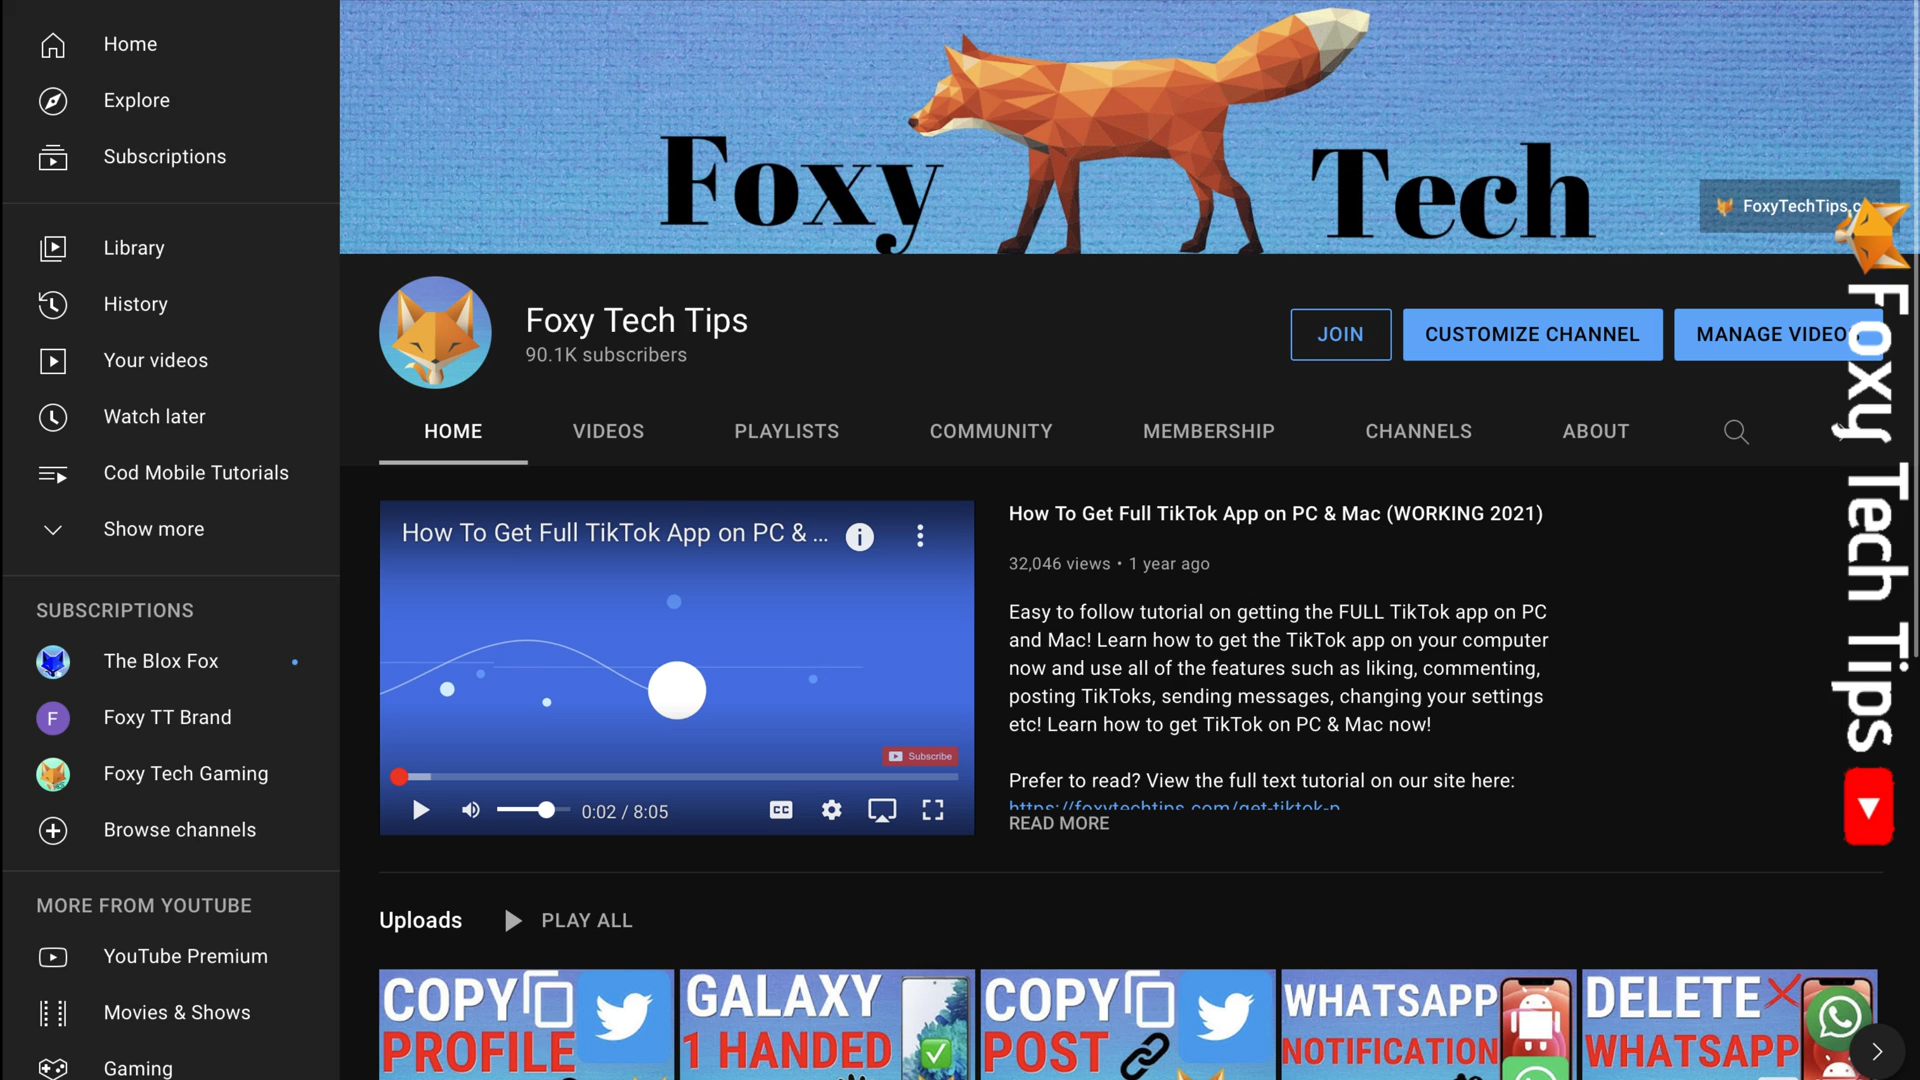 Home
Explore
Subscriptions
Library
History
Your videos
Watch later
Cod Mobile Tutorials
Show more
SUBSCRIPTIONS
The Blox Fox
F
Foxy TT Brand
Foxy Tech Gaming
Browse channels
MORE FROM YOUTUBE
YouTube Premium
Movies & Shows
Gaming
Foxy Tech
FoxyTechTips.c
Foxy Tech Tips
90.1K subscribers
JOIN
CUSTOMIZE CHANNEL
MANAGE VIDEO
HOME
VIDEOS
PLAYLISTS
COMMUNITY
MEMBERSHIP
CHANNELS
ABOUT
How To Get Full TikTok App on PC & ...
Subscribe
0:02 / 8:05
CC
How To Get Full TikTok App on PC & Mac (WORKING 2021)
32,046 views • 1 year ago
Easy to follow tutorial on getting the FULL TikTok app on PC
and Mac! Learn how to get the TikTok app on your computer
now and use all of the features such as liking, commenting,
posting TikToks, sending messages, changing your settings
etc! Learn how to get TikTok on PC & Mac now!
Prefer to read? View the full text tutorial on our site here:
https://foxytechtips.com/get-tiktok-p
READ MORE
Foxy Tech Tips
Uploads
PLAY ALL
COPY
PROFILE
GALAXY
1 HANDED
COPY
POST
WHATSAPP
NOTIFICATION
DELETE
WHATSAPP